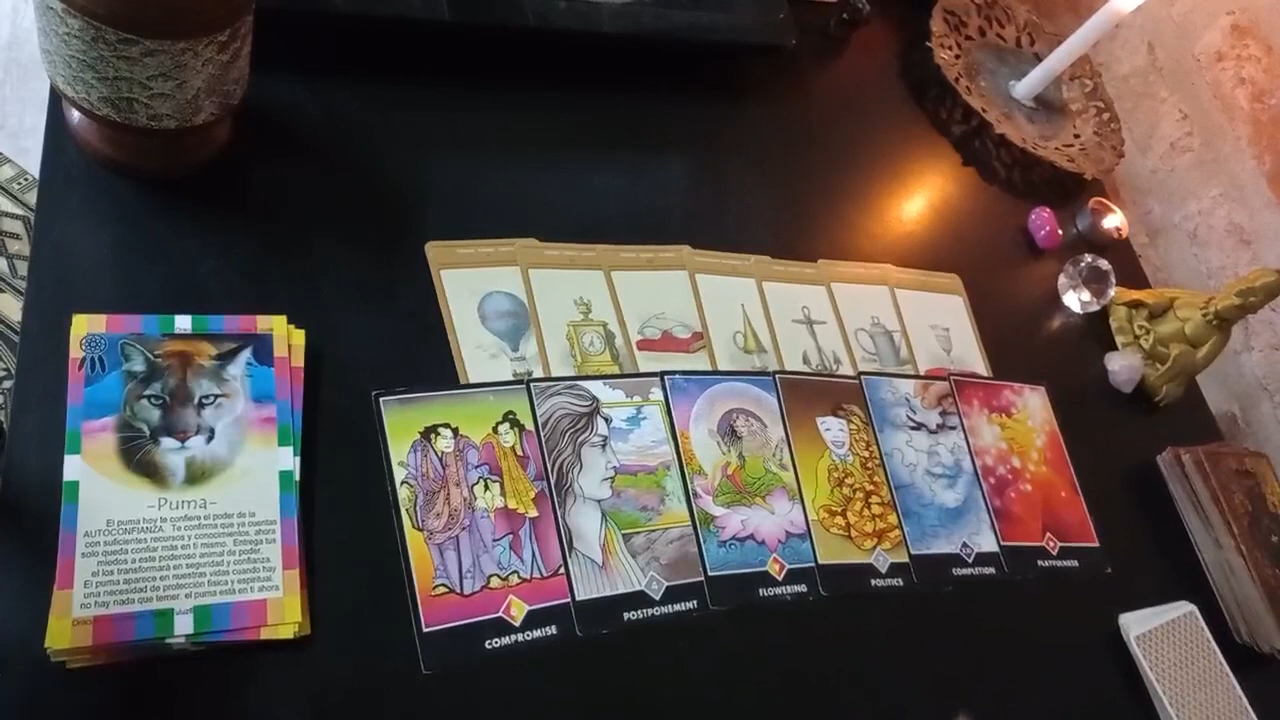 -Puma-
El puma hoy te confiere el poder de la
AUTOCONFIANZA. Te confirma que ya cuentas
con suficientes recursos y conocimientos, ahora
solo queda confiar más en ti mismo. Entrega tus
miedos a este poderoso animal de poder,
el los transformará en seguridad y confianza.
El puma aparece en nuestras vidas cuando hay
una necesidad de protección física y espiritual,
no hay nada que temer, el puma está en ti ahora
COMPROMISE
4
POSTPONEMENT
FLOWERING
7
POLITICS
COMPLETION
PLAYFULNESS